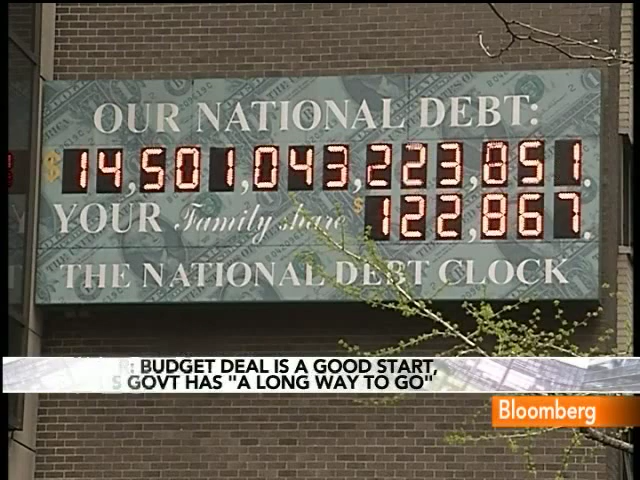 OUR NATIONAL DEBT:
$14,501,043,223,851.
YOUR Family share $122,867.
THE NATIONAL DEBT CLOCK
: BUDGET DEAL IS A GOOD START,
S GOVT HAS "A LONG WAY TO GO"
Bloomberg